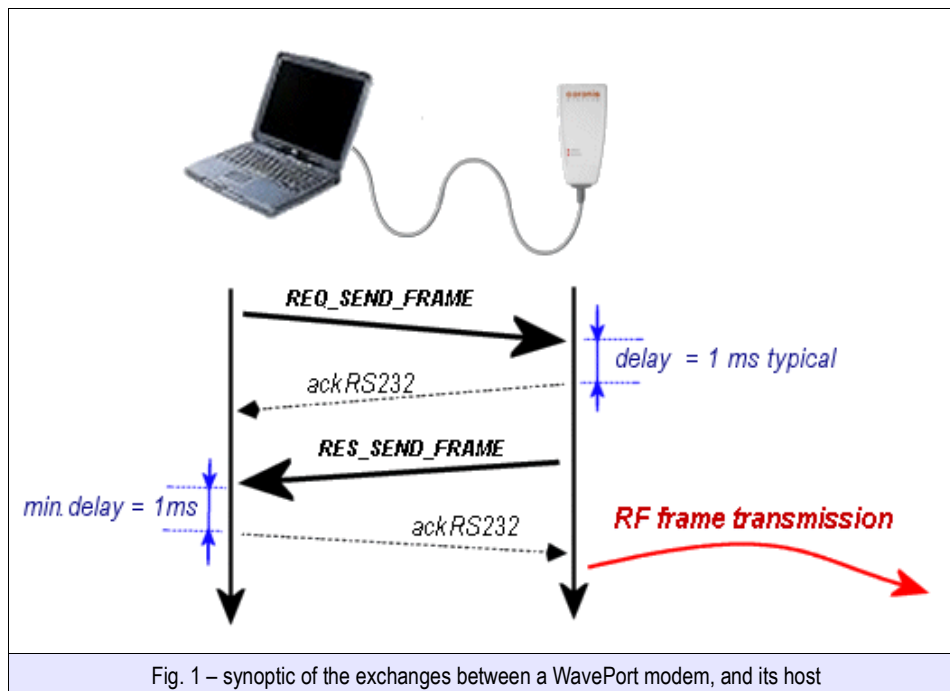 coronis
REQ_SEND_FRAME
delay = 1 ms typical
ackRS232
RES_SEND_FRAME
min.delay = 1ms
ackRS232
RF frame transmission
Fig. 1 – synoptic of the exchanges between a WavePort modem, and its host